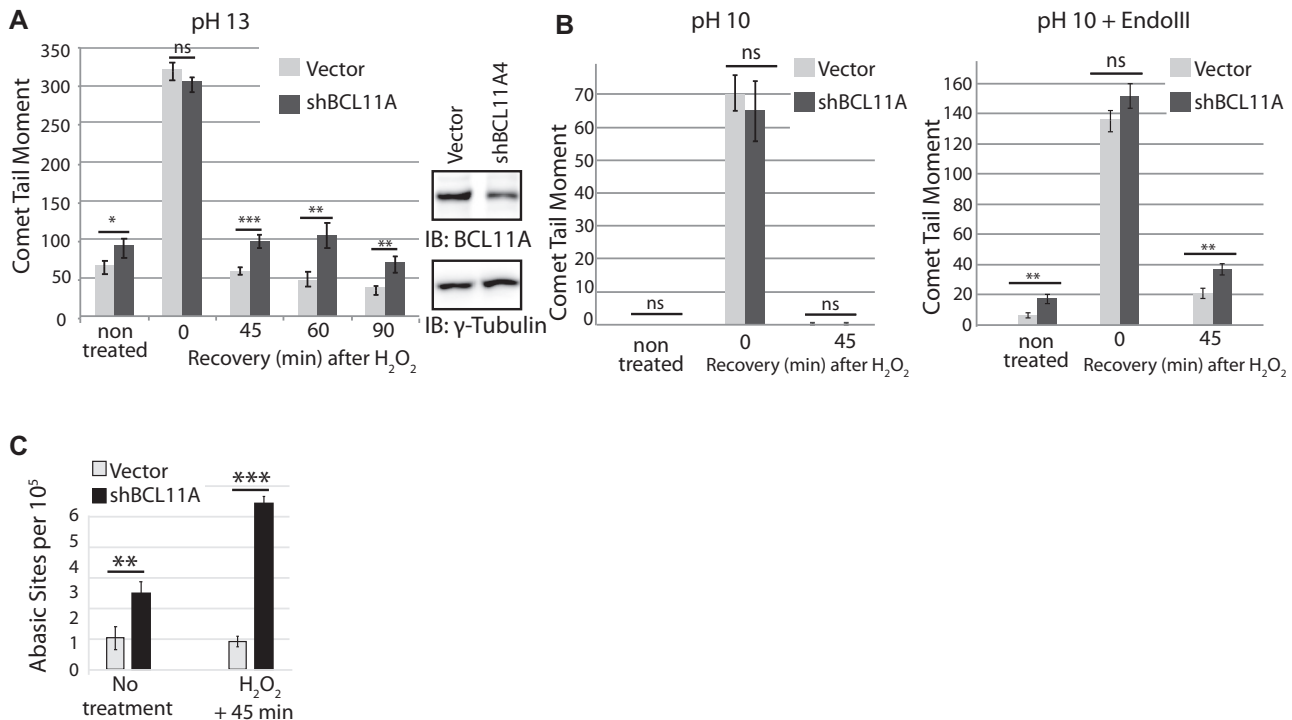 A
pH 13
350
300
250
200
150
100
50
0
Comet Tail Moment
ns
*
***
**
**
Vector
shBCL11A
non treated
0
45
60
90
Recovery (min) after H₂O₂
Vector
shBCL11A4
IB: BCL11A
IB: γ-Tubulin
B
pH 10
70
60
50
40
30
20
10
0
Comet Tail Moment
ns
ns
ns
Vector
shBCL11A
non
treated
0
45
Recovery (min) after H₂O₂
pH 10 + EndoIII
160
140
120
100
80
60
40
20
0
Comet Tail Moment
ns
**
**
Vector
shBCL11A
non
treated
0
45
Recovery (min) after H₂O₂
C
Vector
shBCL11A
***
**
6
5
4
3
2
1
0
Abasic Sites per 10⁵
No
treatment
H₂O₂
+ 45 min